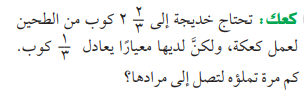 كعك: تحتاج خديجة إلى ٢ ٢/٣ كوب من الطحين
لعمل كعكة، ولكنَّ لديها معيارًا يعادل ١/٣ كوب.
كم مرة تملؤه لتصل إلى مرادها؟